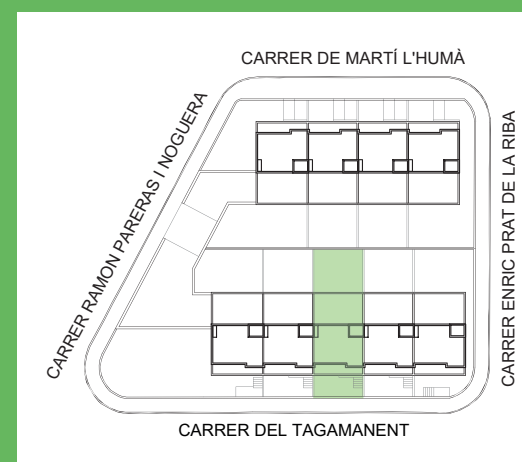 CARRER DE MARTÍ L'HUMÀ
CARRER RAMON PARERAS I NOGUERA
CARRER ENRIC PRAT DE LA RIBA
CARRER DEL TAGAMANENT